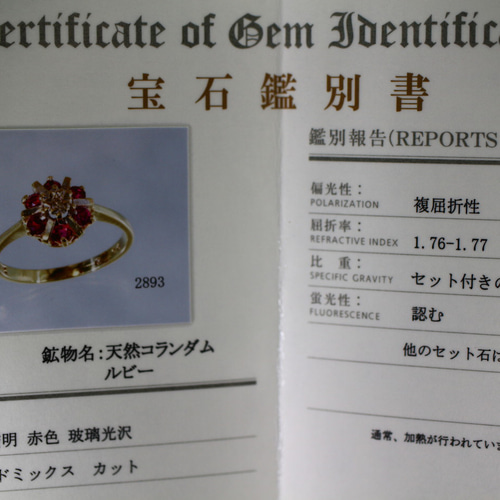 ertificate of Gem Identifica
宝石鑑別書
2893
鉱物名：天然コランダム
ルビー
明 赤色 玻璃光沢
ドミックス カット
鑑別報告(REPORTS
偏光性：
POLARIZATION
複屈折性
屈折率：
REFRACTIVE INDEX
1.76-1.77
比 重：
SPECIFIC GRAVITY
セット付きの
蛍光性：
FLUORESCENCE
認む
他のセット石は
通常、加熱が行われていま